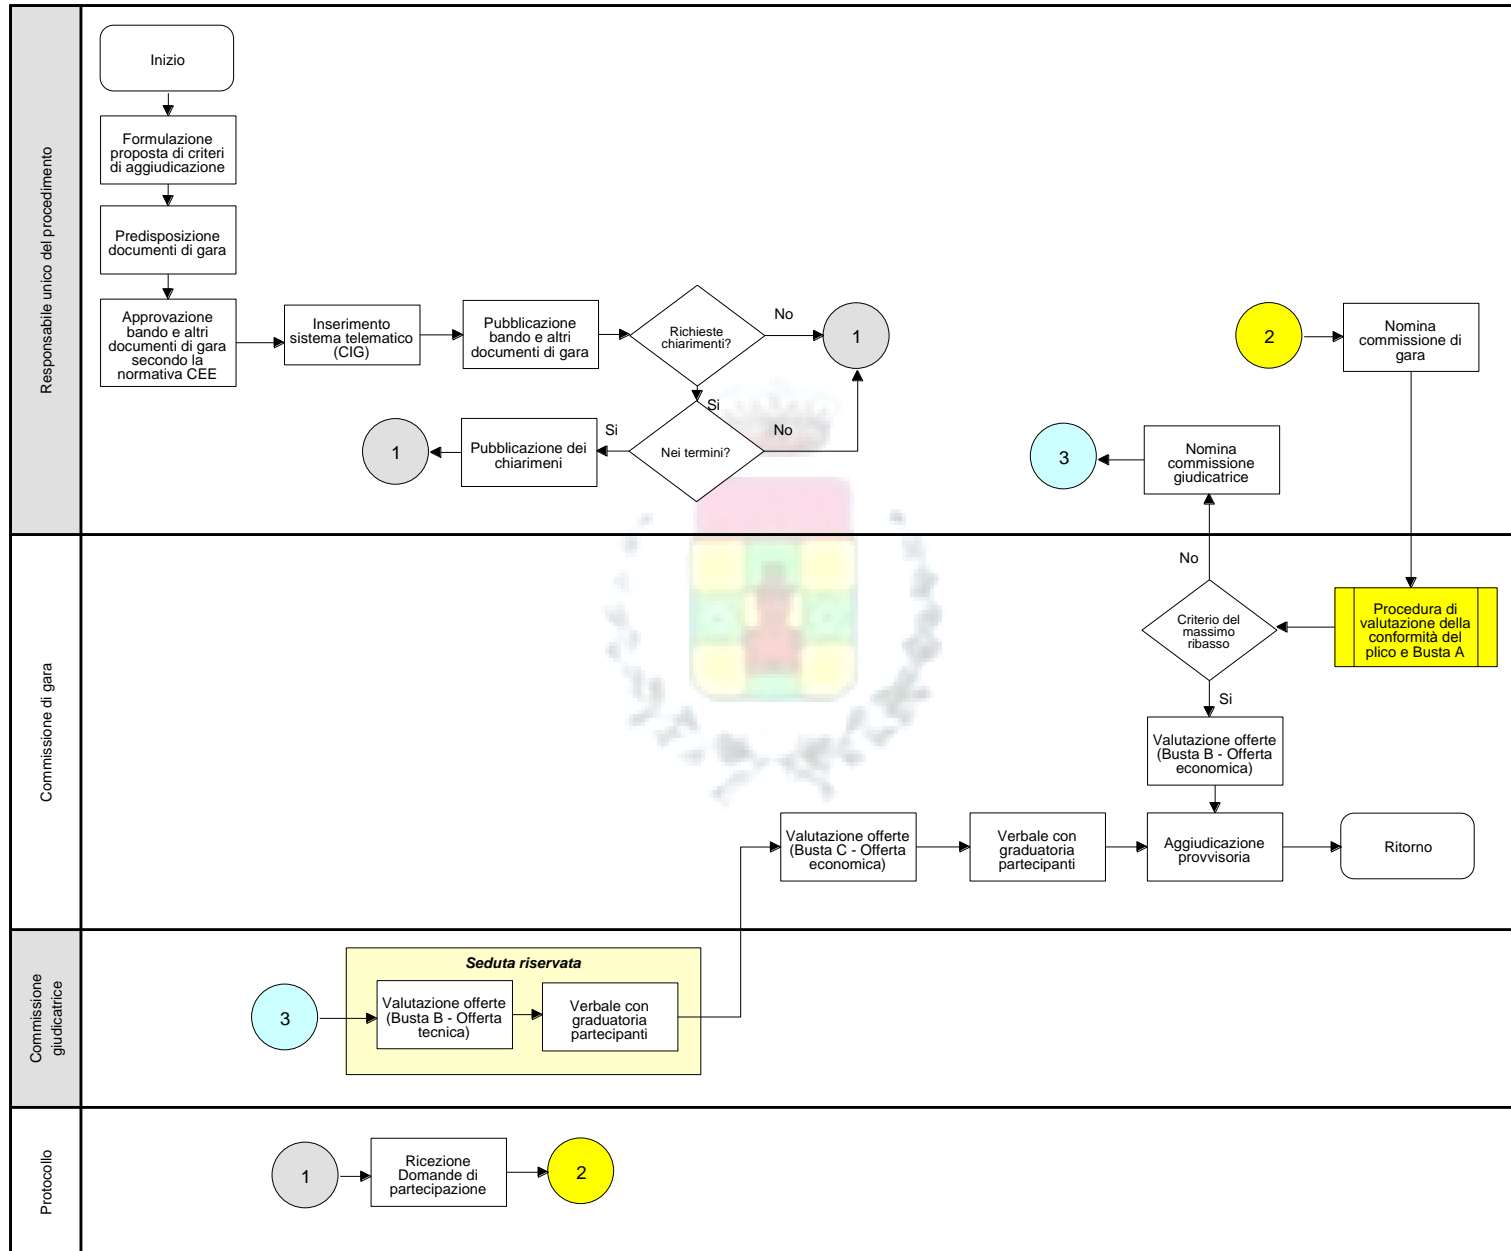 Responsabile unico del procedimento
Inizio
Formulazione
proposta di criteri
di aggiudicazione
Predisposizione
documenti di gara
Approvazione
bando e altri
documenti di gara
secondo la
normativa CEE
Inserimento
sistema telematico
(CIG)
Pubblicazione
bando e altri
documenti di gara
Richieste
chiarimenti?
No
1
Si
Nei termini?
No
Si
Pubblicazione dei
chiarimeni
1
2
Nomina
commissione di
gara
3
Nomina
commissione
giudicatrice
Commissione di gara
No
Criterio del
massimo
ribasso
Procedura di
valutazione della
conformità del
plico e Busta A
Si
Valutazione offerte
(Busta B - Offerta
economica)
Valutazione offerte
(Busta C - Offerta
economica)
Verbale con
graduatoria
partecipanti
Aggiudicazione
provvisoria
Ritorno
Commissione
giudicatrice
Seduta riservata
3
Valutazione offerte
(Busta B - Offerta
tecnica)
Verbale con
graduatoria
partecipanti
Protocollo
1
Ricezione
Domande di
partecipazione
2